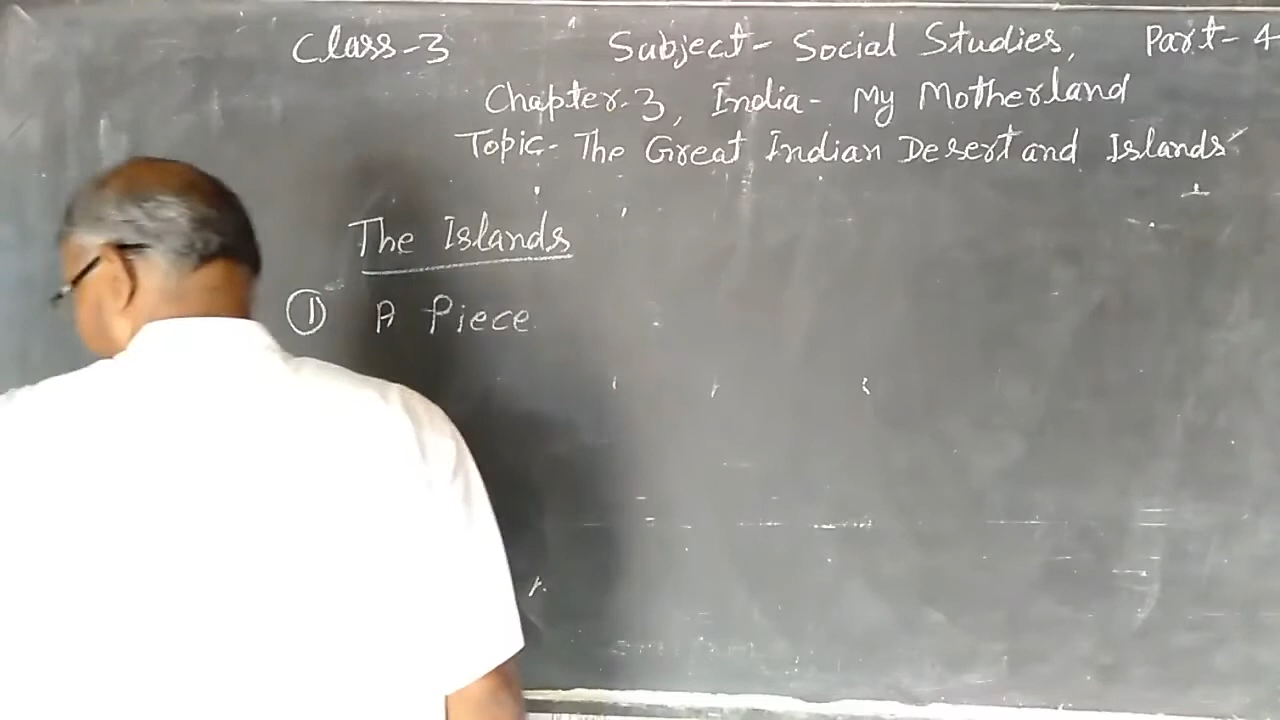 Class-3 Subject- Social Studies, Part-4
Chapter-3, India- My Motherland
Topic- The Great Indian Desert and Islands
The Islands
① A Piece